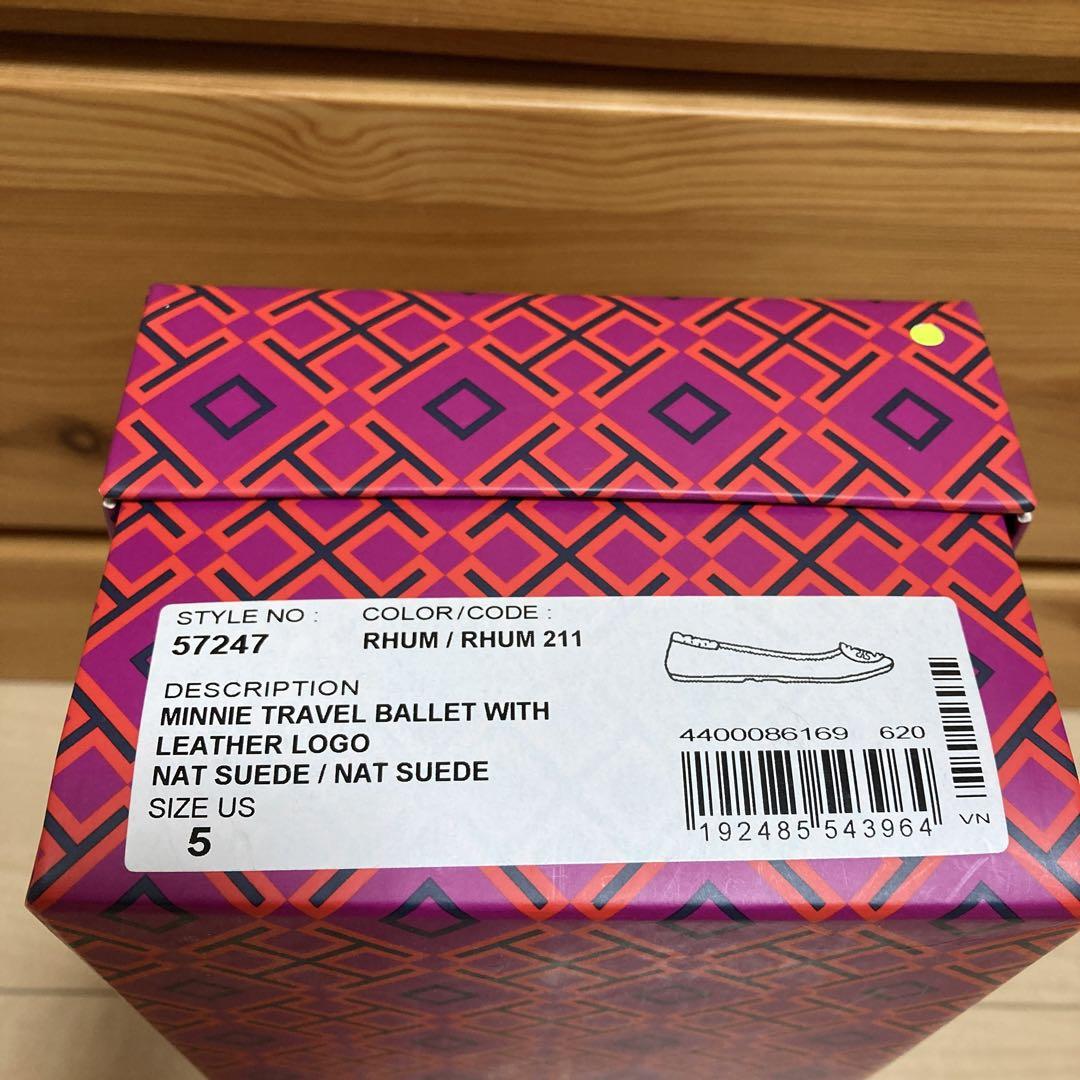 STYLE NO :
57247
COLOR/CODE :
RHUM / RHUM 211
DESCRIPTION
MINNIE TRAVEL BALLET WITH
LEATHER LOGO
NAT SUEDE / NAT SUEDE
SIZE US
5
4400086169 620
192485 543964
VN